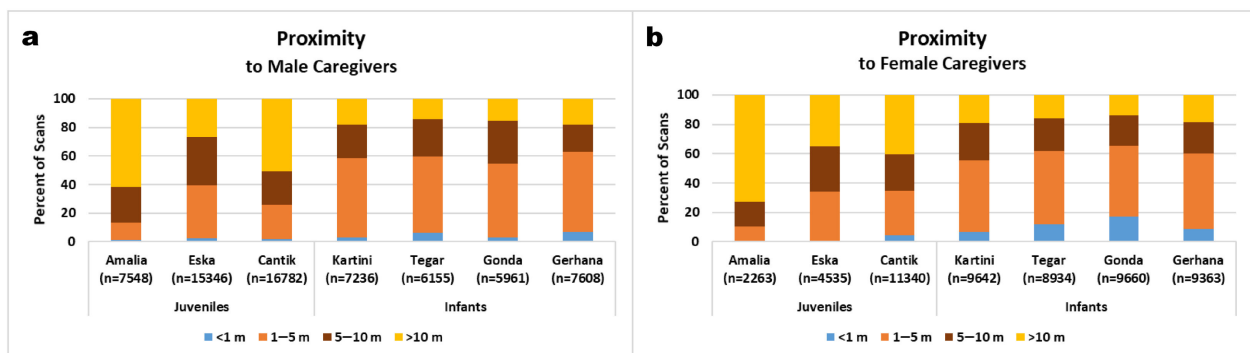 a
Proximity
to Male Caregivers
Percent of Scans
100
80
60
40
20
0
Amalia Eska Cantik Kartini Tegar Gonda Gerhana
(n=7548) (n=15346) (n=16782) (n=7236) (n=6155) (n=5961) (n=7608)
Juveniles Infants
<1 m 1—5 m 5—10 m >10 m
b
Proximity
to Female Caregivers
Percent of Scans
100
80
60
40
20
0
Amalia Eska Cantik Kartini Tegar Gonda Gerhana
(n=2263) (n=4535) (n=11340) (n=9642) (n=8934) (n=9660) (n=9363)
Juveniles Infants
<1 m 1—5 m 5—10 m >10 m